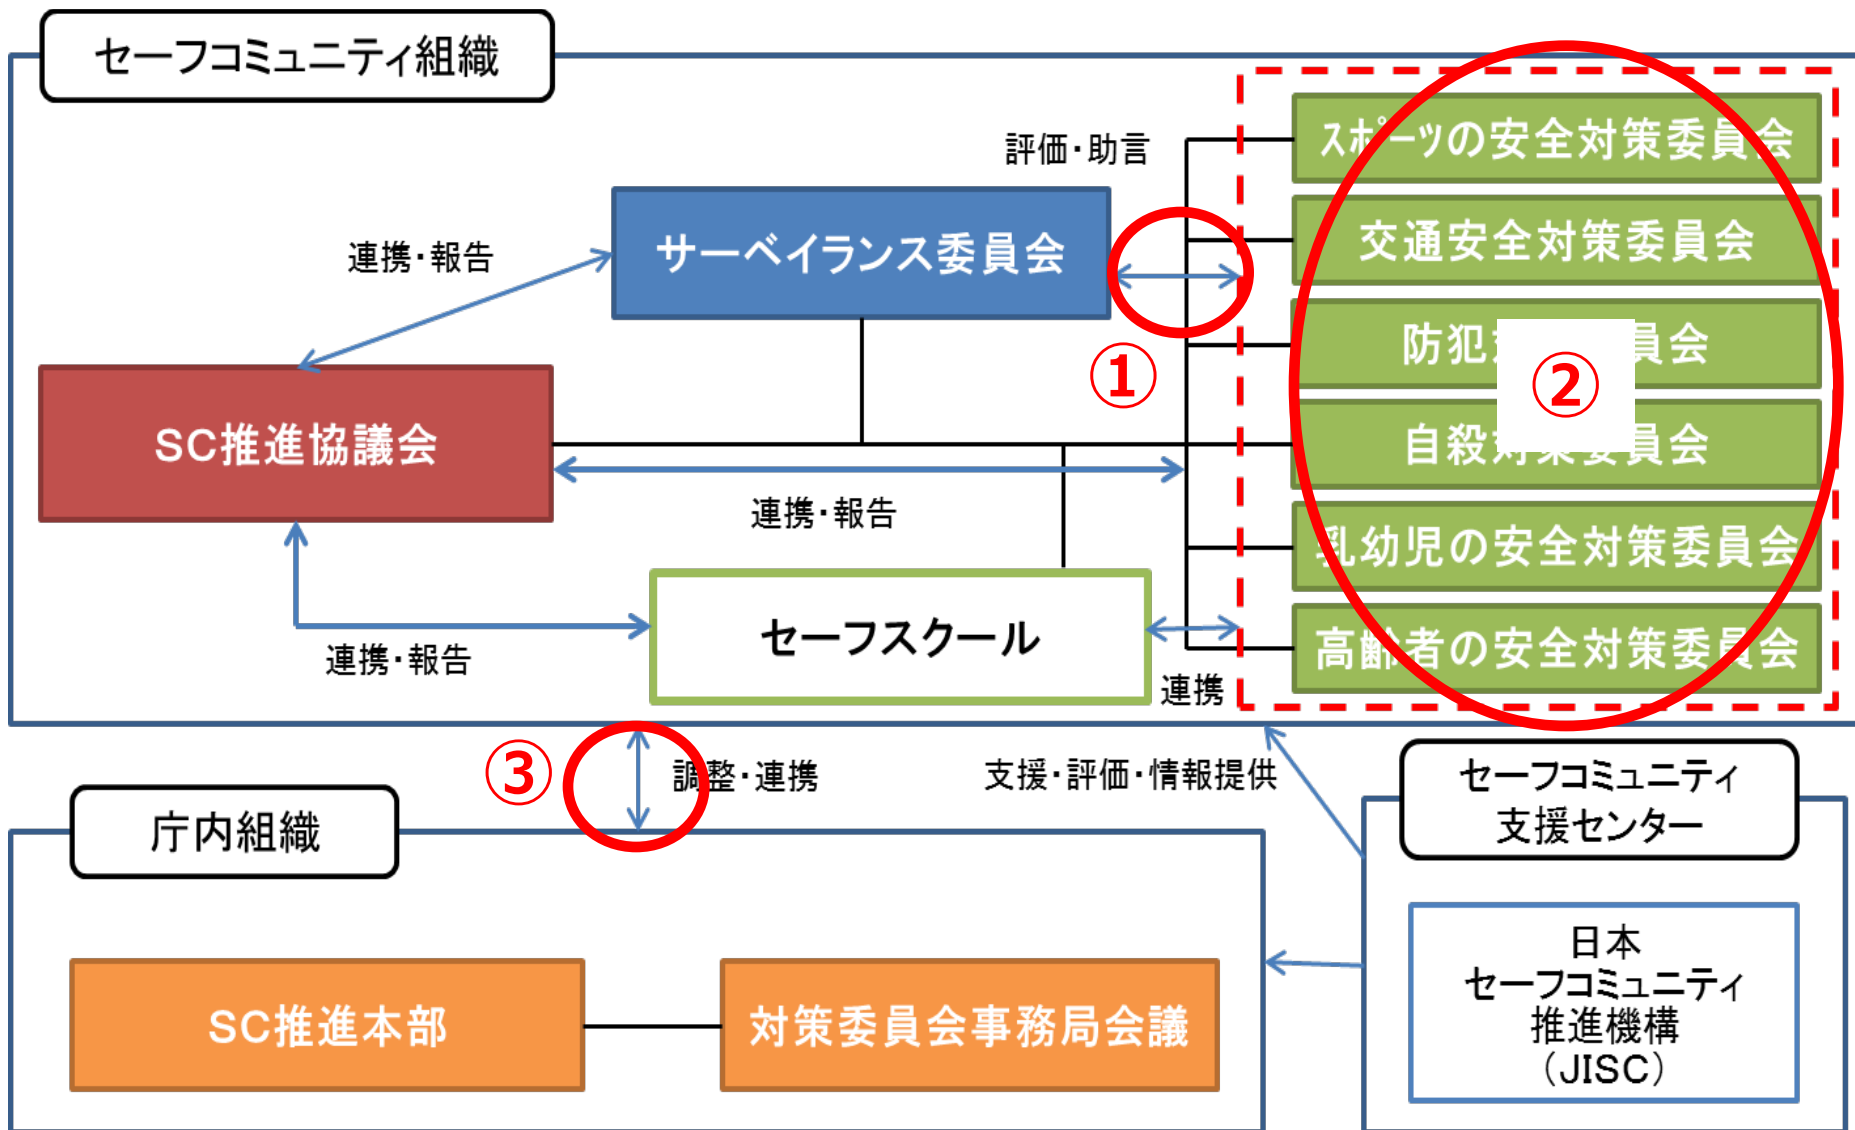 セーフコミュニティ組織
評価・助言
スポーツの安全対策委員会
サーベイランス委員会
連携・報告
交通安全対策委員会
①
防犯 員会
②
SC推進協議会
自殺対策委員会
連携・報告
乳幼児の安全対策委員会
セーフスクール
連携・報告
連携
高齢者の安全対策委員会
③
調整・連携
支援・評価・情報提供
セーフコミュニティ
支援センター
庁内組織
日本
セーフコミュニティ
推進機構
(JISC)
SC推進本部
対策委員会事務局会議